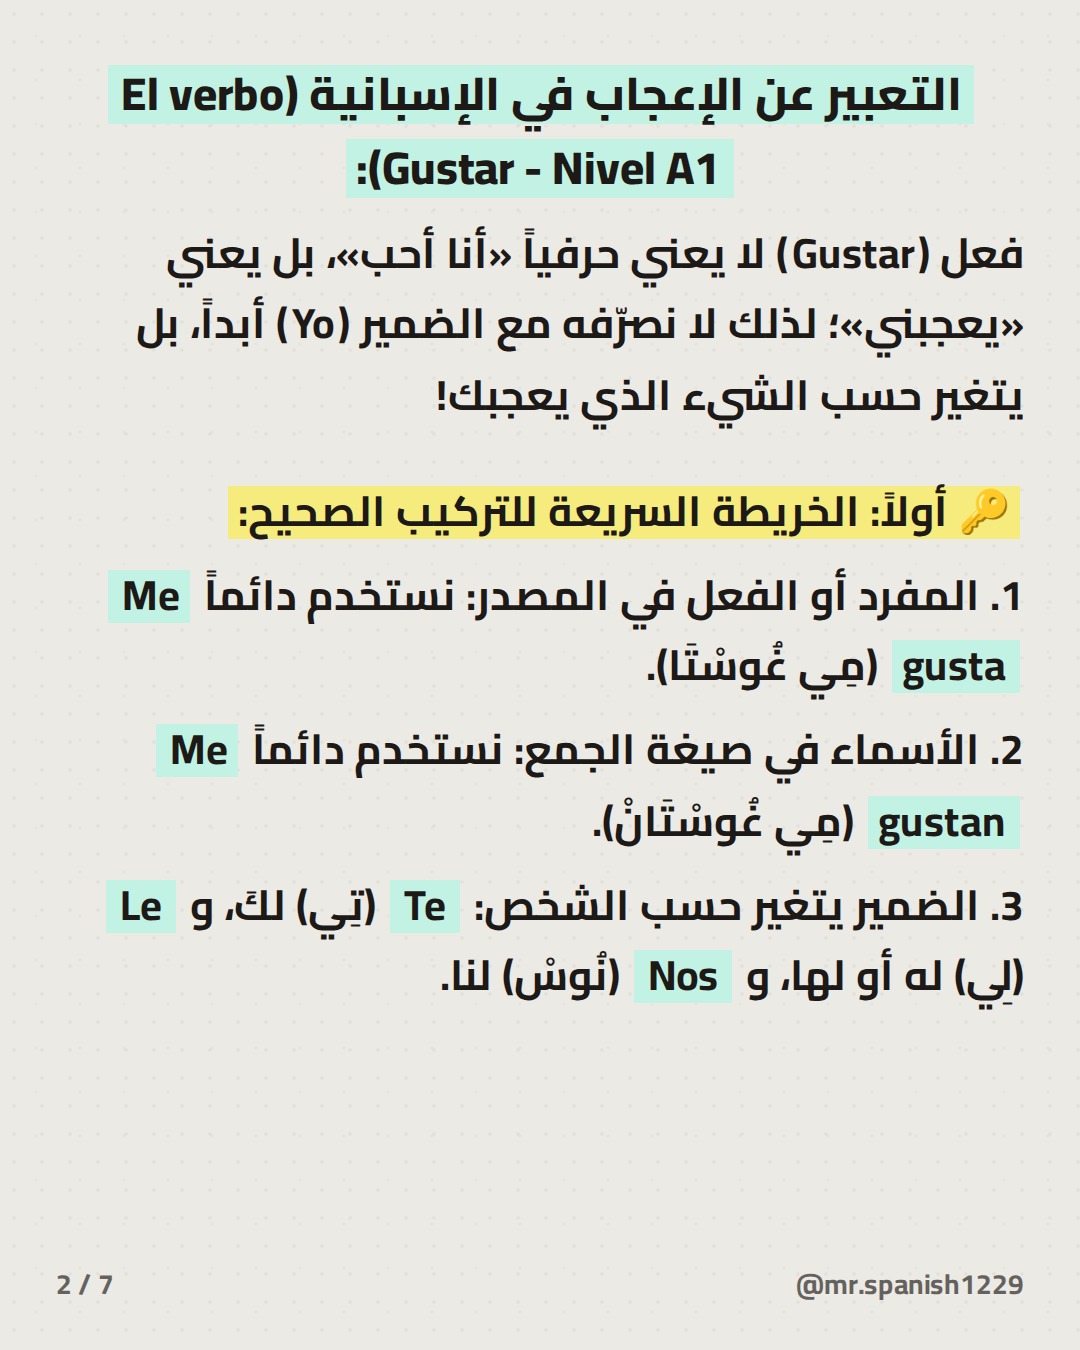 التعبير عن الإعجاب في الإسبانية (El verbo
Gustar - Nivel A1):
فعل (Gustar) لا يعني حرفياً «أنا أحب»، بل يعني
«يعجبني»؛ لذلك لا نصرّفه مع الضمير (Yo) أبداً، بل
يتغير حسب الشيء الذي يعجبك!
🔑 أولاً: الخريطة السريعة للتركيب الصحيح:
1. المفرد أو الفعل في المصدر: نستخدم دائماً Me
gusta (مِي غُوسْتَا).
2. الأسماء في صيغة الجمع: نستخدم دائماً Me
gustan (مِي غُوسْتَانْ).
3. الضمير يتغير حسب الشخص: Te (تِي) لكَ، و Le
(لِي) له أو لها، و Nos (نُوسْ) لنا.
2 / 7
@mr.spanish1229